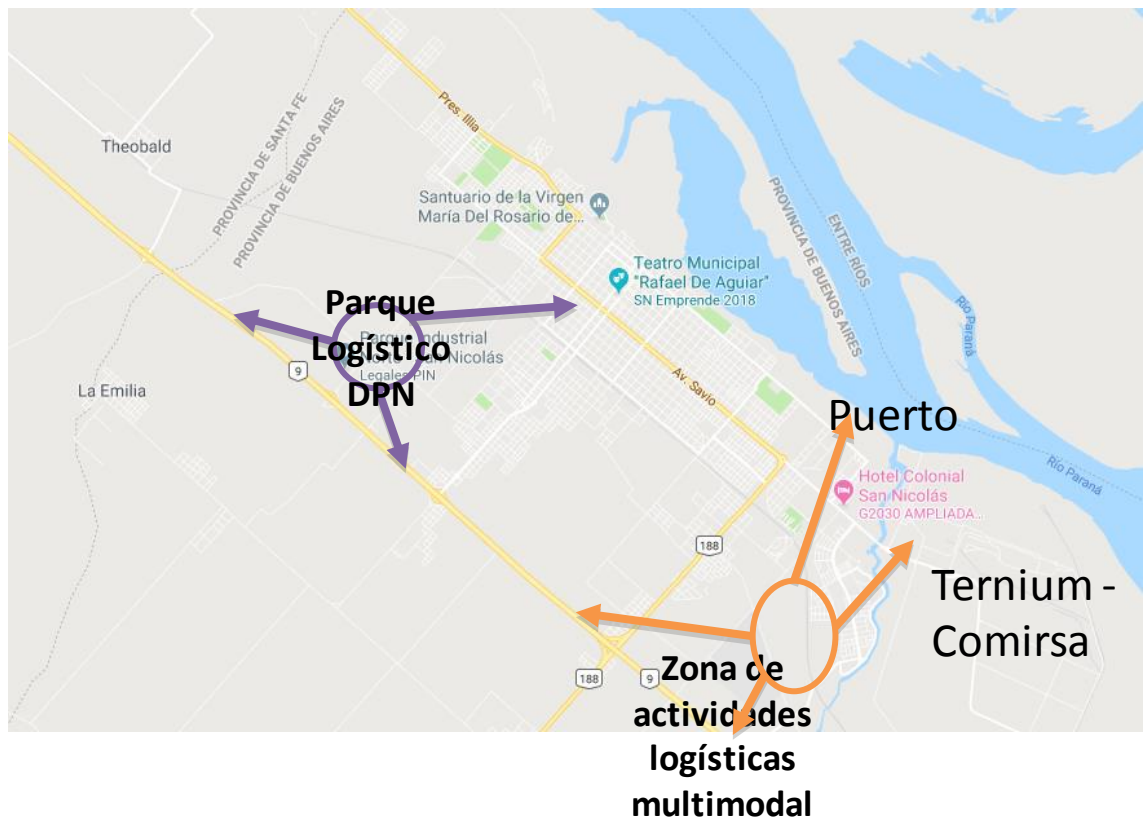 Pres. Illia
Theobald
PROVINCIA DE SANTA FE
PROVINCIA DE BUENOS AIRES
Santuario de la Virgen
María Del Rosario de...
PROVINCIA DE BUENOS AIRES
ENTRE RÍOS
Río Paraná
Teatro Municipal
"Rafael De Aguiar"
SN Emprende 2018
Parque
Logístico
DPN
Parque Industrial
San Nicolás
Legales PIN
9
La Emilia
Av. Savio
Puerto
Río Paraná
Hotel Colonial
San Nicolás
G2030 AMPLIADA...
188
Ternium -
Comirsa
188
9
Zona de
actividades
logísticas
multimodal